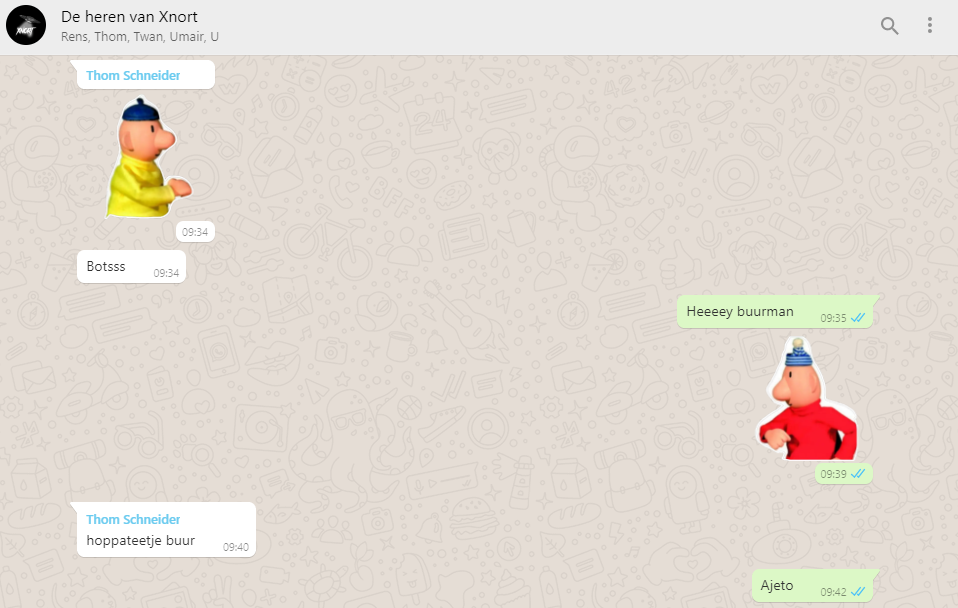 XNORT
De heren van Xnort
Rens, Thom, Twan, Umair, U
Thom Schneider
09:34
Botsss 09:34
Heeeey buurman 09:35
09:39
Thom Schneider
hoppateetje buur 09:40
Ajeto 09:42